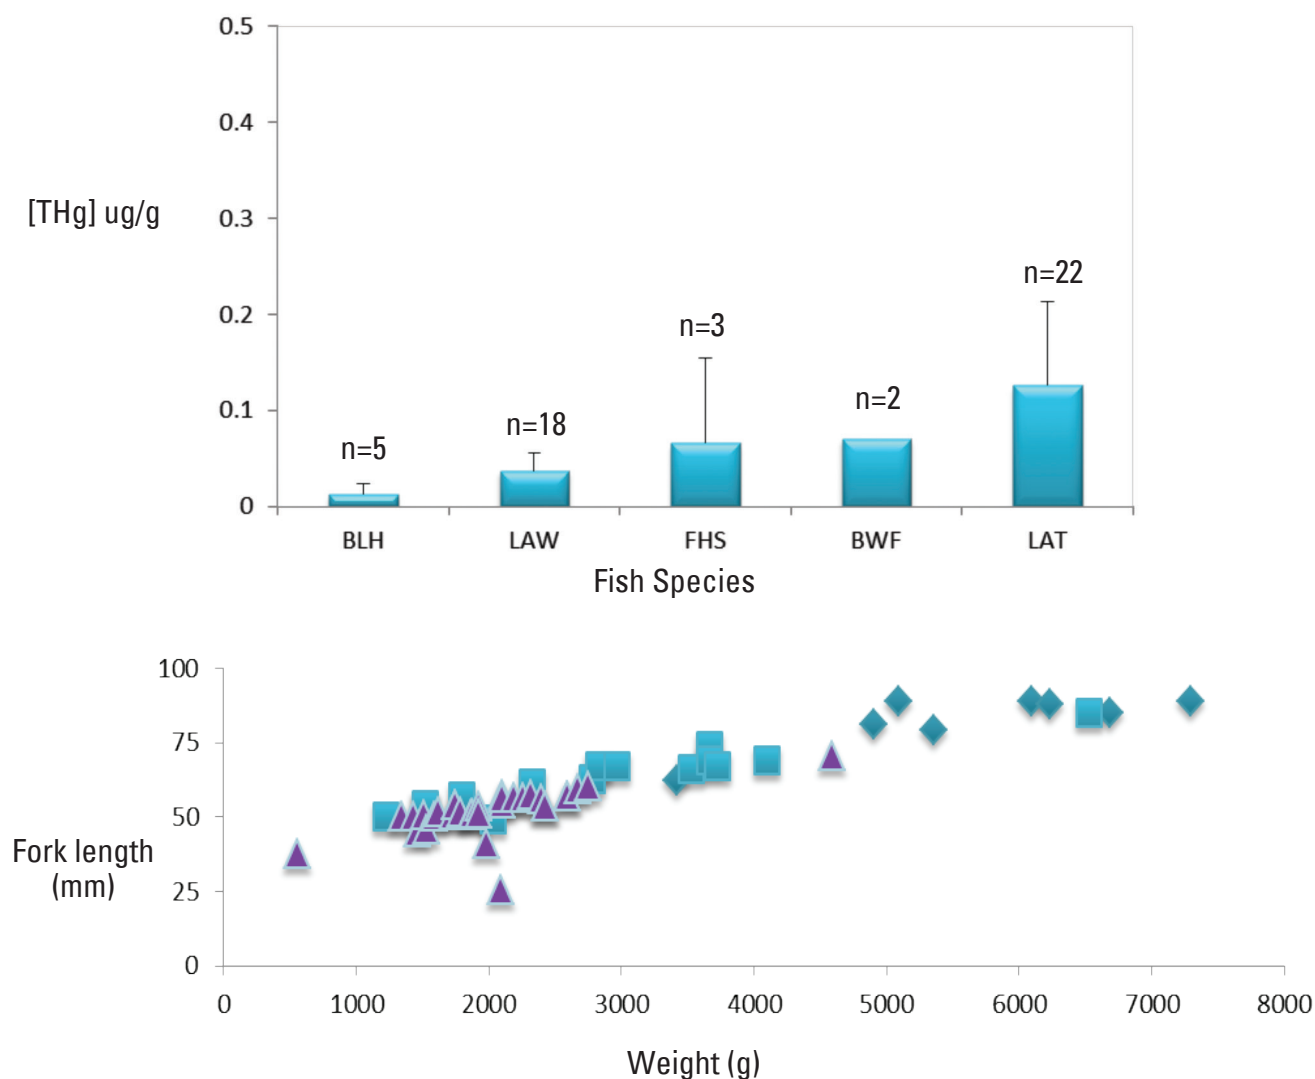 0.5
0.4
[THg] ug/g
0.3
0.2
0.1
0
n=5
n=18
n=3
n=2
n=22
BLH LAW FHS BWF LAT
Fish Species
100
75
50
Fork length
(mm)
25
0
0 1000 2000 3000 4000 5000 6000 7000 8000
Weight (g)